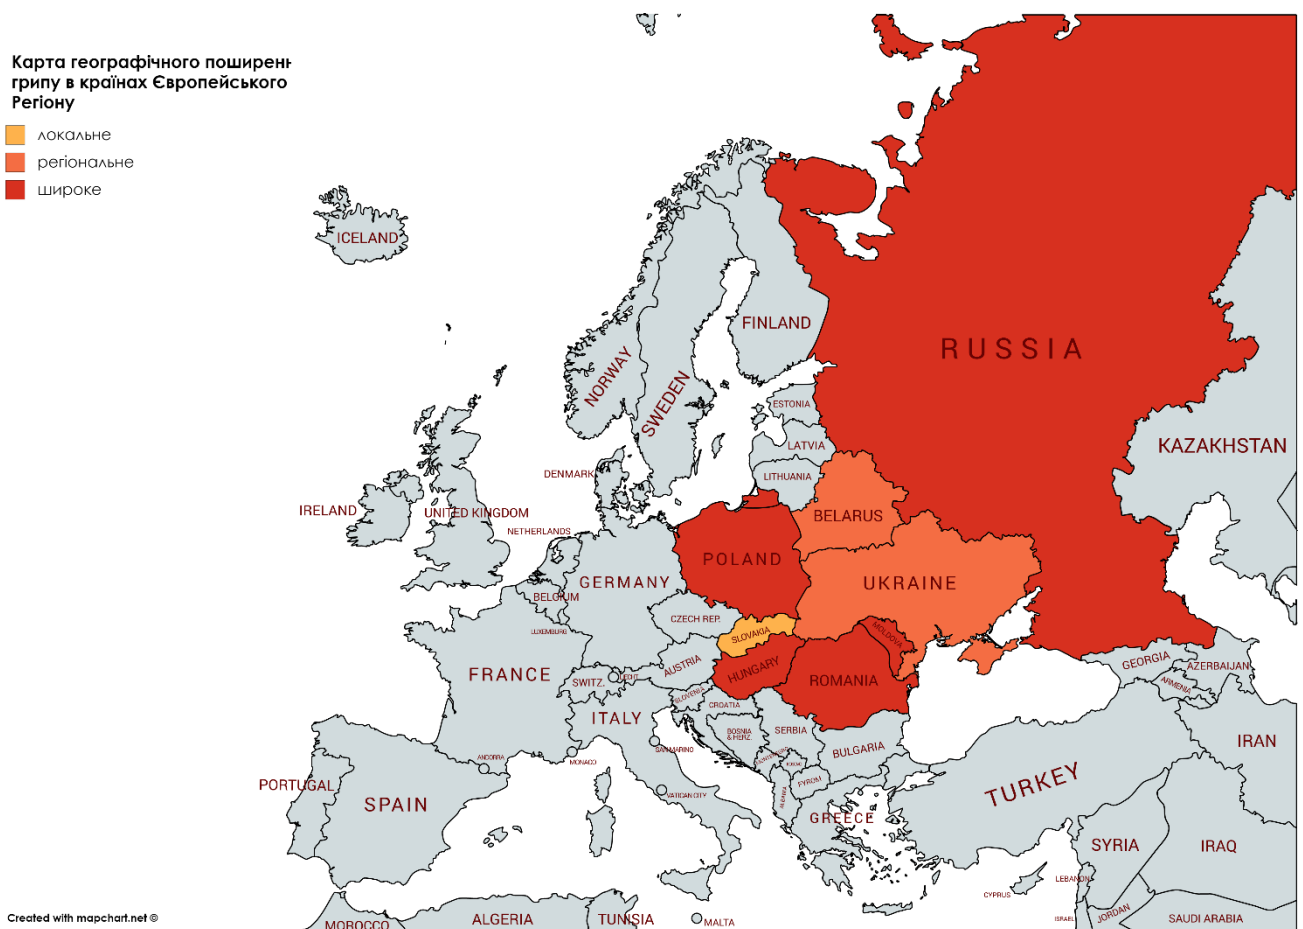 Карта географічного поширенн
грипу в країнах Європейського
Регіону
локальне
регіональне
широке
ICELAND
NORWAY
SWEDEN
FINLAND
RUSSIA
ESTONIA
LATVIA
LITHUANIA
KAZAKHSTAN
DENMARK
IRELAND
UNITED KINGDOM
NETHERLANDS
BELARUS
POLAND
GERMANY
UKRAINE
BELGIUM
CZECH REP.
LUXEMBURG
SLOVAKIA
MOLDOVA
FRANCE
AUSTRIA
HUNGARY
ROMANIA
SWITZ.
LIECHT.
SLOVENIA
CROATIA
GEORGIA
AZERBAIJAN
ARMENIA
ITALY
BOSNIA
& HERZ.
SERBIA
SAN MARINO
BULGARIA
IRAN
ANDORRA
MONACO
MONTENEGRO
KOSOVO
PORTUGAL
SPAIN
VATICAN CITY
ALBANIA
FYROM
GREECE
TURKEY
SYRIA
IRAQ
LEBANON
CYPRUS
ISRAEL
JORDAN
SAUDI ARABIA
MOROCCO
ALGERIA
TUNISIA
MALTA
Created with mapchart.net ©